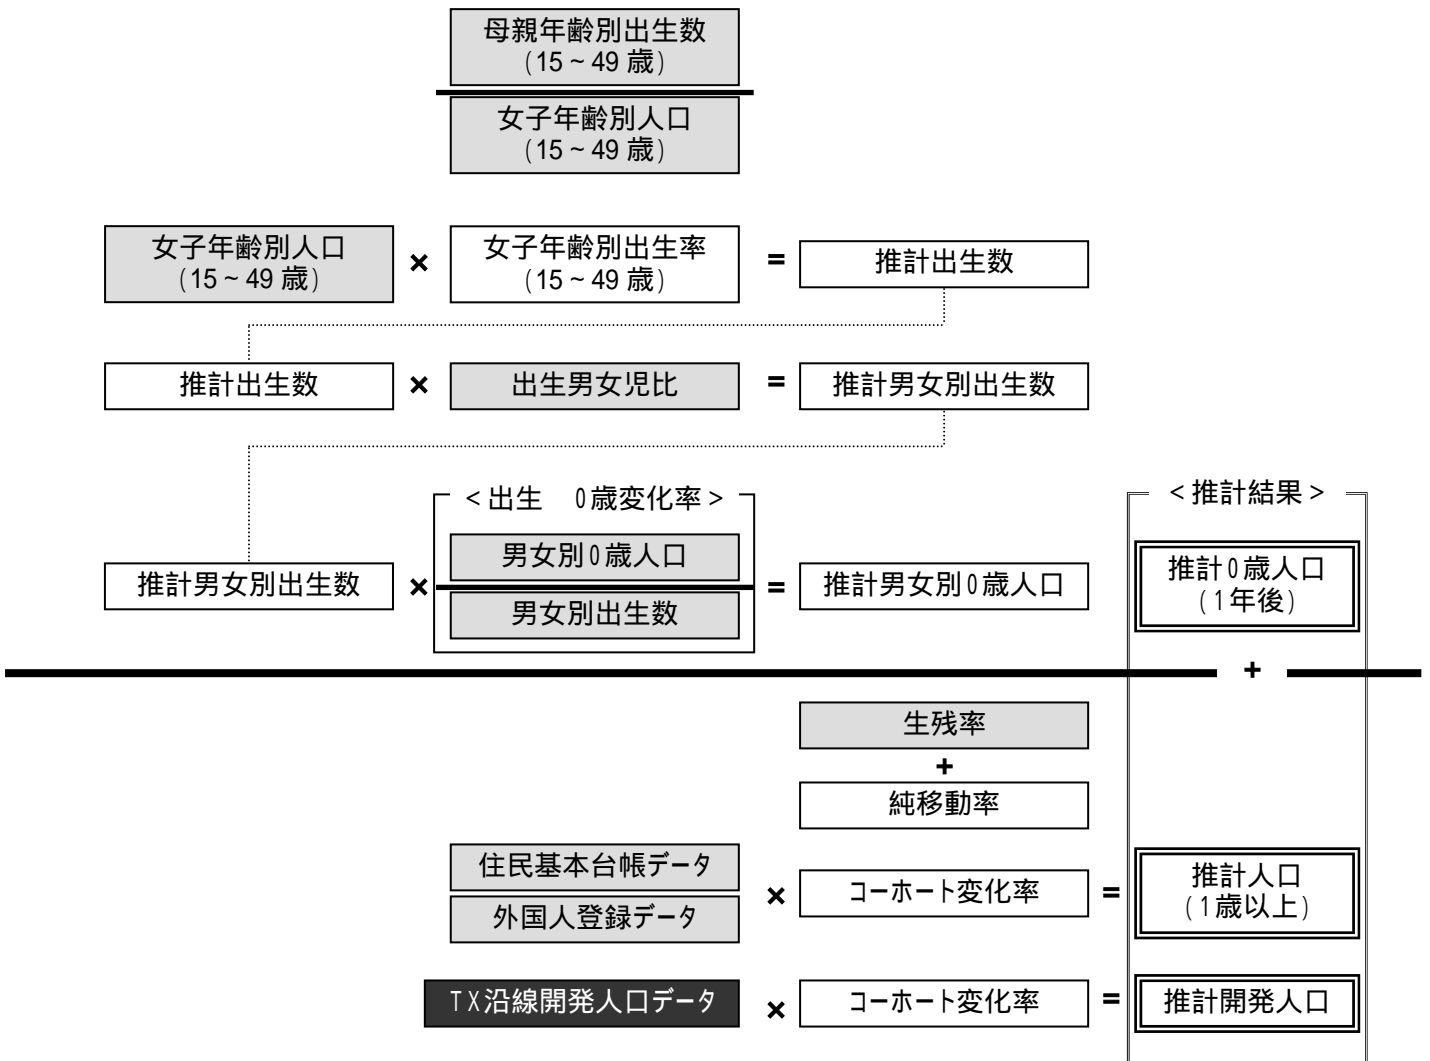 母親年齢別出生数
(15~49 歳)
女子年齢別人口
(15~49 歳)
女子年齢別人口
(15~49 歳)
×
女子年齢別出生率
(15~49 歳)
=
推計出生数
推計出生数
×
出生男女児比
=
推計男女別出生数
<出生　0歳変化率>
推計男女別出生数
×
男女別0歳人口
男女別出生数
=
推計男女別0歳人口
<推計結果>
推計0歳人口
(1年後)
+
生残率
+
純移動率
住民基本台帳データ
外国人登録データ
×
コーホート変化率
=
推計人口
(1歳以上)
TX沿線開発人口データ
×
コーホート変化率
=
推計開発人口